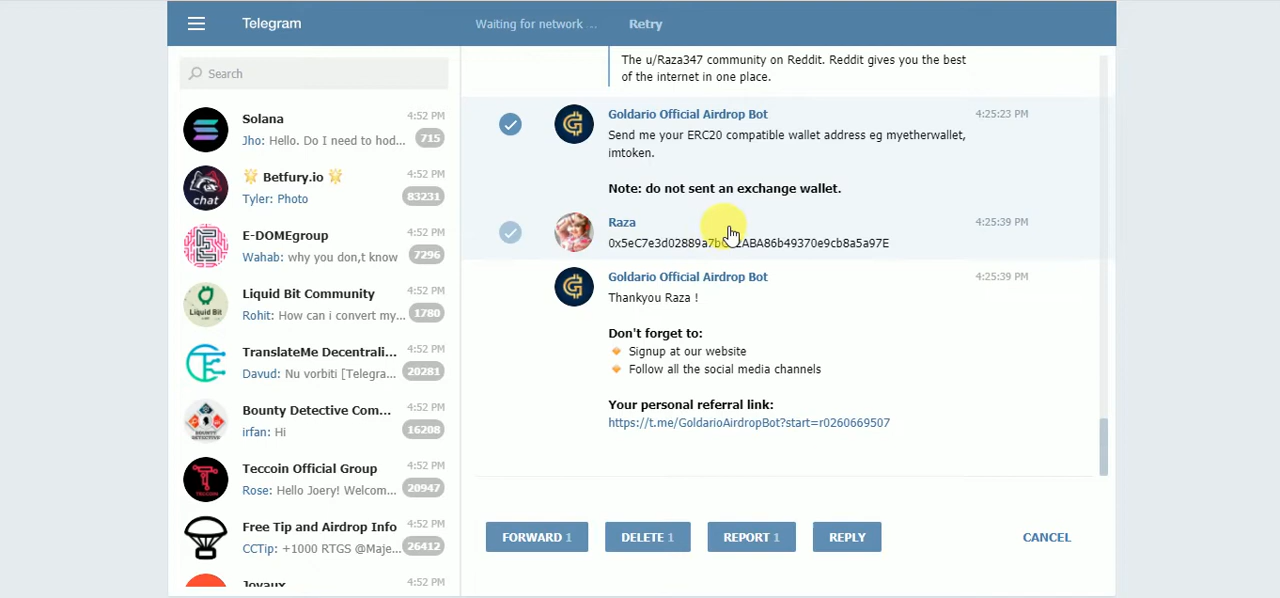 Telegram
Waiting for network ..
Retry
Search
Solana
4:52 PM
Jho: Hello. Do I need to hod...
715
🌟 Betfury.io 🌟
4:52 PM
Tyler: Photo
83231
chat
E-DOMEgroup
4:52 PM
Wahab: why you don,t know
7296
Liquid Bit Community
4:52 PM
Rohit: How can i convert my...
1780
Liquid Bit
TranslateMe Decentrali...
4:52 PM
Davud: Nu vorbiti [Telegra...
20281
Bounty Detective Com...
4:52 PM
irfan: Hi
16208
Teccoin Official Group
4:52 PM
Rose: Hello Joery! Welcom...
20947
Free Tip and Airdrop Info
4:52 PM
CCTip: +1000 RTGS @Maje...
26412
Jovaux
4:52 PM
The u/Raza347 community on Reddit. Reddit gives you the best
of the internet in one place.
Goldario Official Airdrop Bot
4:25:23 PM
Send me your ERC20 compatible wallet address eg myetherwallet,
imtoken.
Note: do not sent an exchange wallet.
Raza
4:25:39 PM
Goldario Official Airdrop Bot
4:25:39 PM
Thankyou Raza !
Don't forget to:
🔸 Signup at our website
🔸 Follow all the social media channels
Your personal referral link:
https://t.me/GoldarioAirdropBot?start=r0260669507
FORWARD 1
DELETE 1
REPORT 1
REPLY
CANCEL